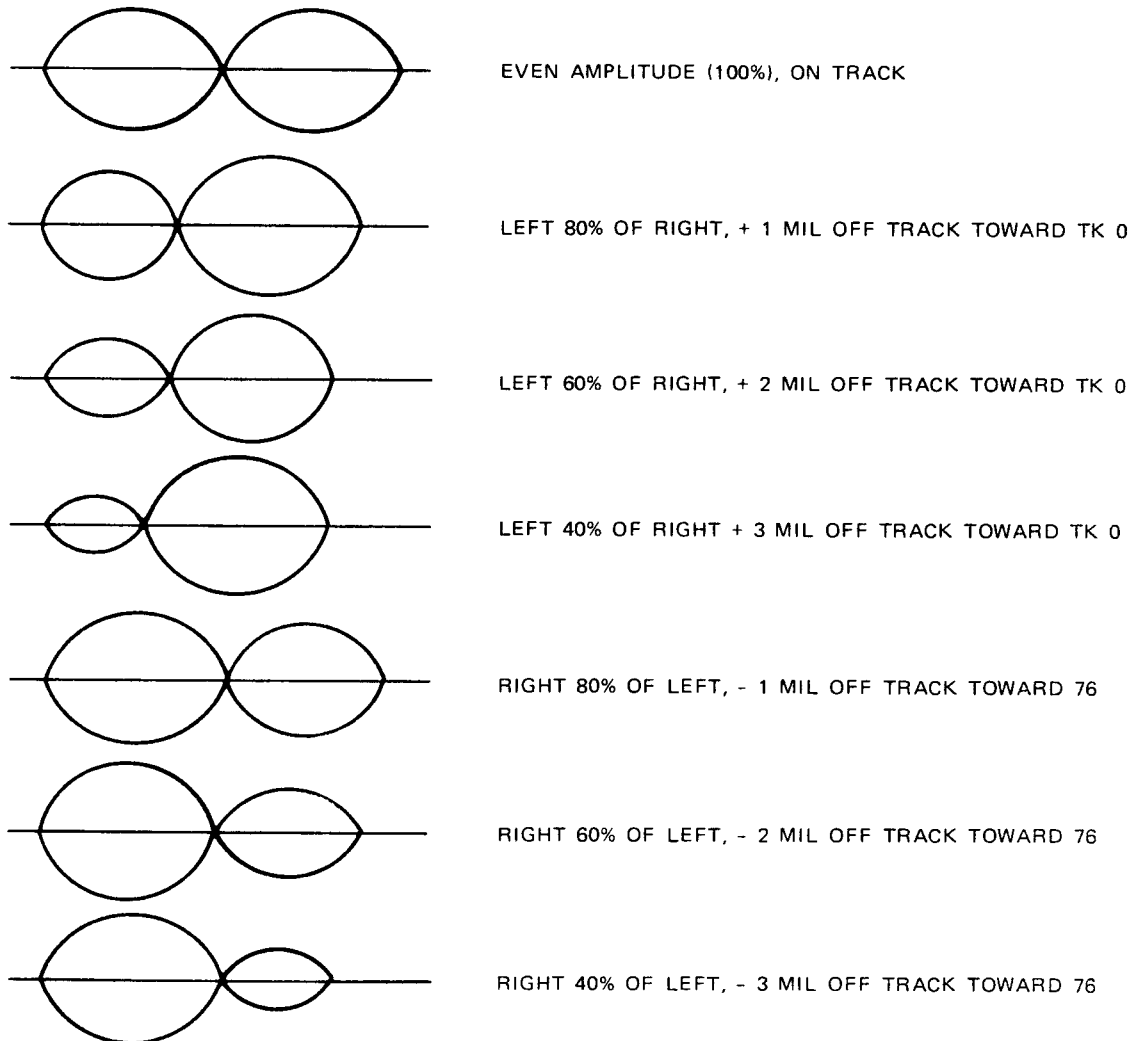 EVEN AMPLITUDE (100%), ON TRACK
LEFT 80% OF RIGHT, + 1 MIL OFF TRACK TOWARD TK 0
LEFT 60% OF RIGHT, + 2 MIL OFF TRACK TOWARD TK 0
LEFT 40% OF RIGHT + 3 MIL OFF TRACK TOWARD TK 0
RIGHT 80% OF LEFT, - 1 MIL OFF TRACK TOWARD 76
RIGHT 60% OF LEFT, - 2 MIL OFF TRACK TOWARD 76
RIGHT 40% OF LEFT, - 3 MIL OFF TRACK TOWARD 76